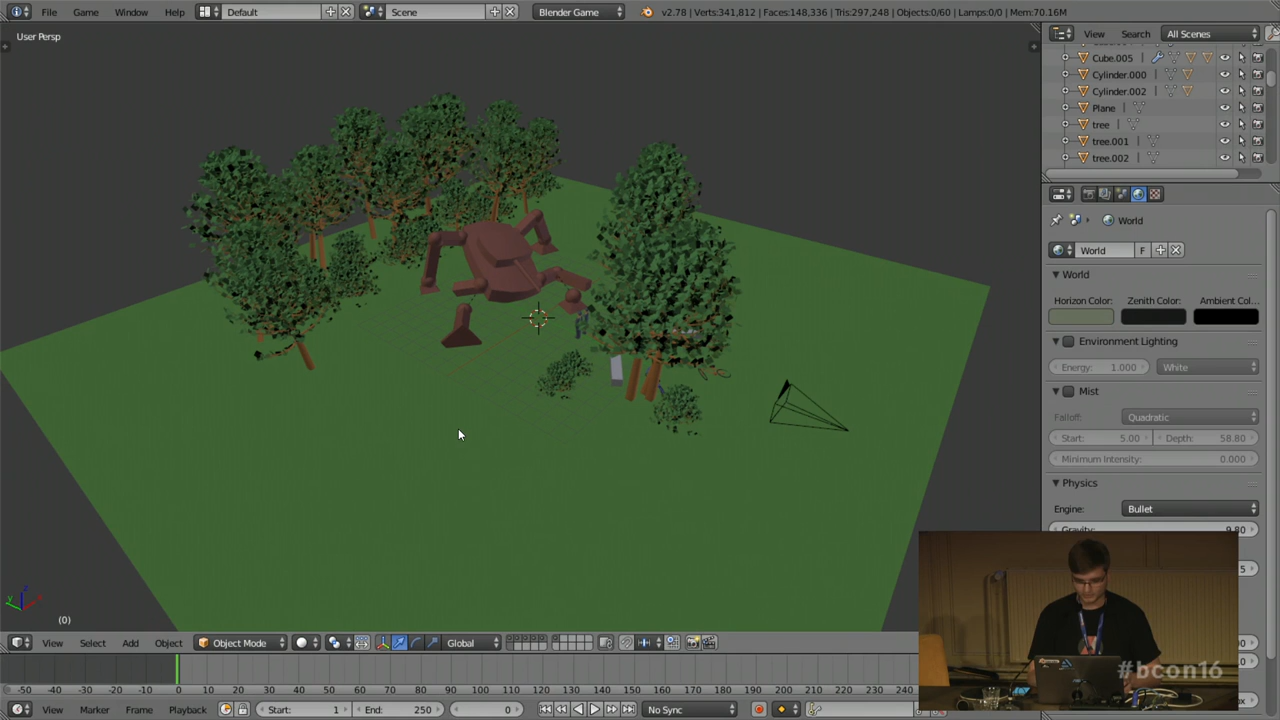 File Game Window Help Default Scene Blender Game v2.78 | Verts:341,812 | Faces:148,336 | Tris:297,248 | Objects:0/60 | Lamps:0/0 | Mem:70.16M
User Persp
View Search All Scenes
Cube.005
Cylinder.000
Cylinder.002
Plane
tree
tree.001
tree.002
World
World F
World
Horizon Color: Zenith Color: Ambient Col...
Environment Lighting
Energy: 1.000 White
Mist
Falloff: Quadratic
Start: 5.00 Depth: 58.80
Minimum Intensity: 0.000
Physics
Engine: Bullet
Gravity: 9.80
5
z
y
x
(0)
View Select Add Object Object Mode Global
#bcon16
-50 -40 -30 -20 -10 0 10 20 30 40 50 60 70 80 90 100 110 120 130 140 150 160 170 180 190 200 210 220 230 240
View Marker Frame Playback Start: 1 End: 250 0 No Sync